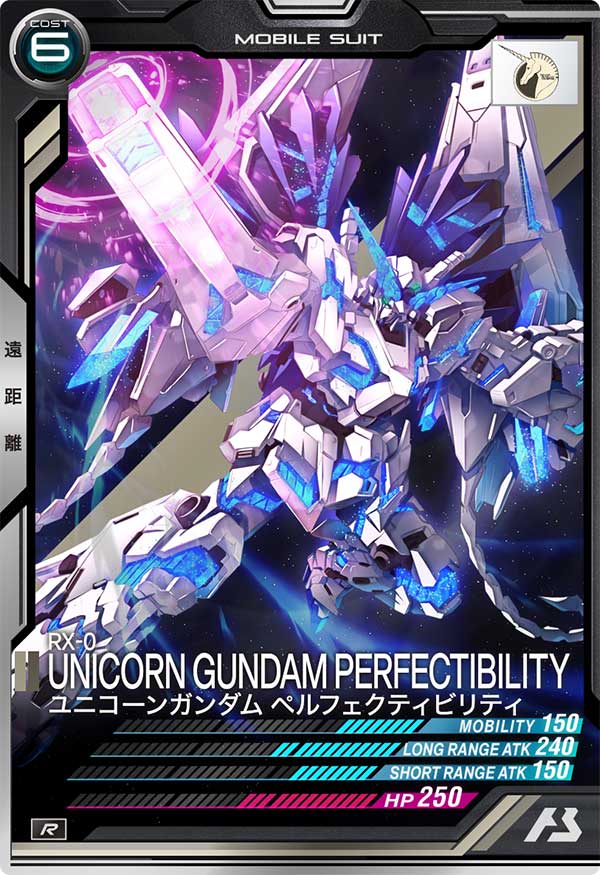 COST
6
MOBILE SUIT
遠距離
RX-0
UNICORN GUNDAM PERFECTIBILITY
ユニコーンガンダム ペルフェクティビリティ
MOBILITY 150
LONG RANGE ATK 240
SHORT RANGE ATK 150
HP 250
R